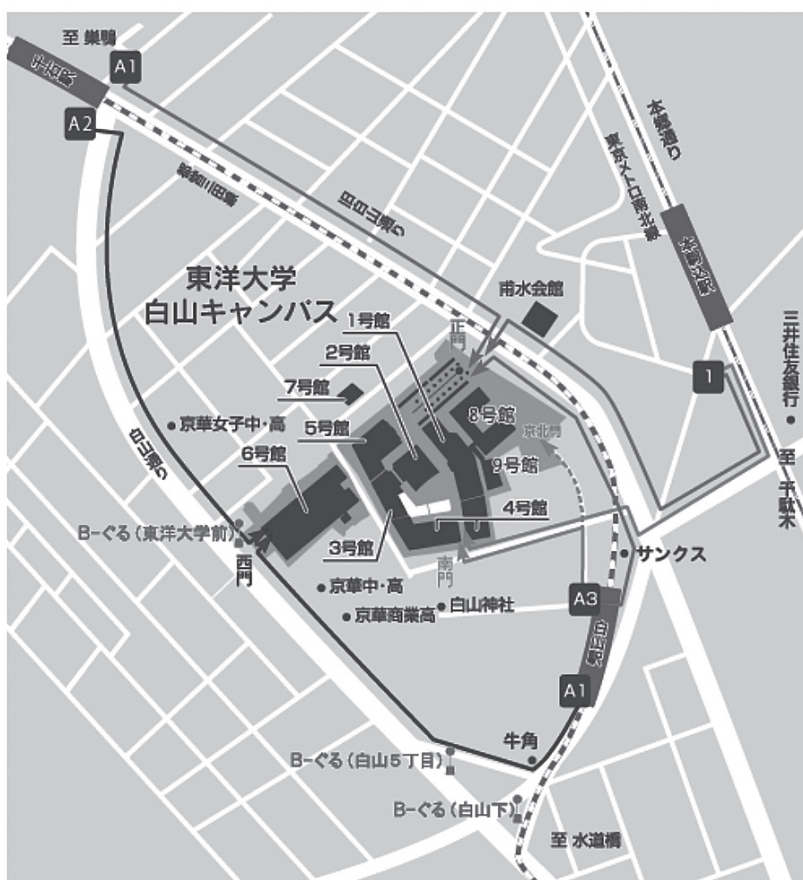 至 巣鴨
千石駅
A1
A2
都営三田線
旧白山通り
本郷通り
東京メトロ南北線
本駒込駅
東洋大学
白山キャンパス
甫水会館
正門
1号館
2号館
7号館
5号館
6号館
8号館
京北門
9号館
4号館
3号館
1
三井住友銀行
至 千駄木
京華女子中・高
白山通り
B-ぐる(東洋大学前)
西門
南門
サンクス
京華中・高
白山神社
京華商業高
A3
白山駅
A1
牛角
B-ぐる(白山5丁目)
B-ぐる(白山下)
至 水道橋